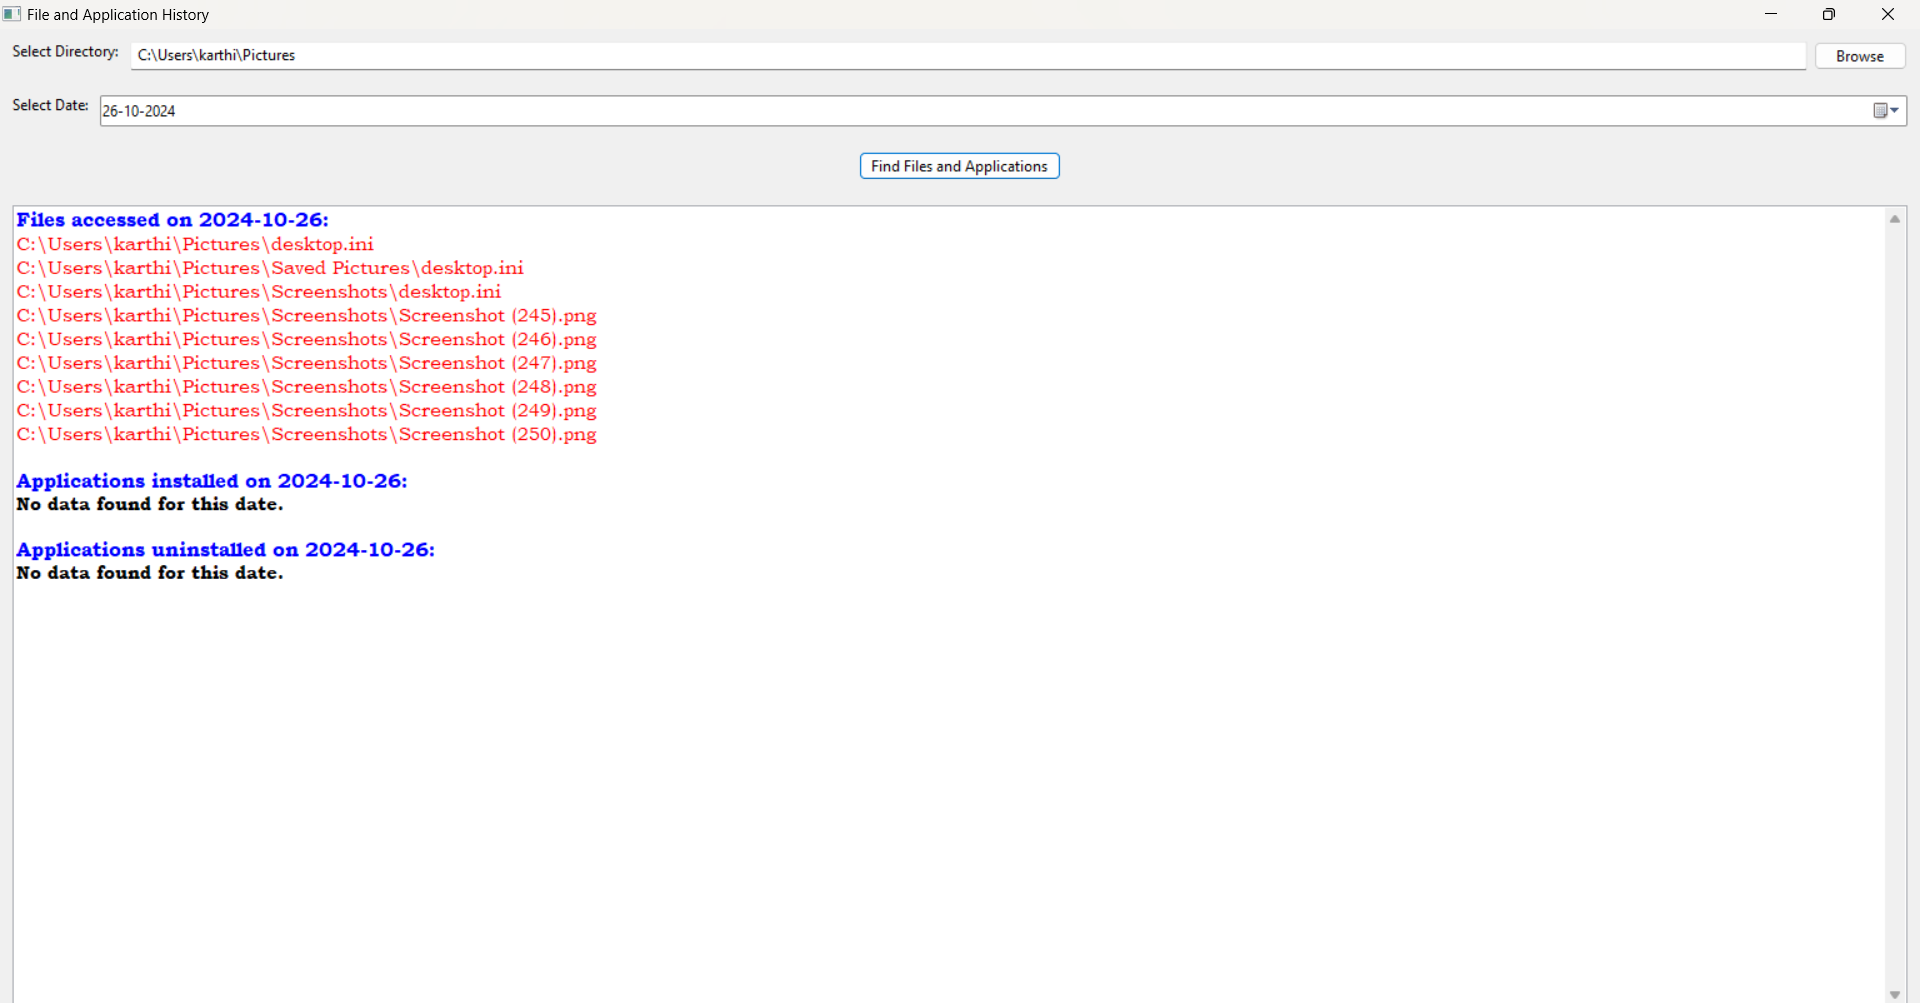 File and Application History
Select Directory: C:\Users\karthi\Pictures Browse
Select Date: 26-10-2024
Find Files and Applications
Files accessed on 2024-10-26:
C:\Users\karthi\Pictures\desktop.ini
C:\Users\karthi\Pictures\Saved Pictures\desktop.ini
C:\Users\karthi\Pictures\Screenshots\desktop.ini
C:\Users\karthi\Pictures\Screenshots\Screenshot (245).png
C:\Users\karthi\Pictures\Screenshots\Screenshot (246).png
C:\Users\karthi\Pictures\Screenshots\Screenshot (247).png
C:\Users\karthi\Pictures\Screenshots\Screenshot (248).png
C:\Users\karthi\Pictures\Screenshots\Screenshot (249).png
C:\Users\karthi\Pictures\Screenshots\Screenshot (250).png
Applications installed on 2024-10-26:
No data found for this date.
Applications uninstalled on 2024-10-26:
No data found for this date.